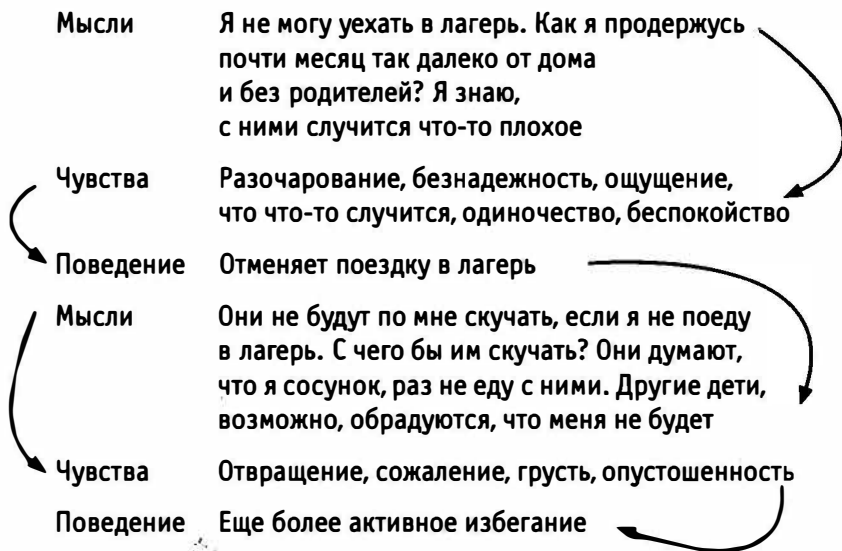 Мысли Я не могу уехать в лагерь. Как я продержусь
почти месяц так далеко от дома
и без родителей? Я знаю,
с ними случится что-то плохое
Чувства Разочарование, безнадежность, ощущение,
что что-то случится, одиночество, беспокойство
Поведение Отменяет поездку в лагерь
Мысли Они не будут по мне скучать, если я не поеду
в лагерь. С чего бы им скучать? Они думают,
что я сосунок, раз не еду с ними. Другие дети,
возможно, обрадуются, что меня не будет
Чувства Отвращение, сожаление, грусть, опустошенность
Поведение Еще более активное избегание